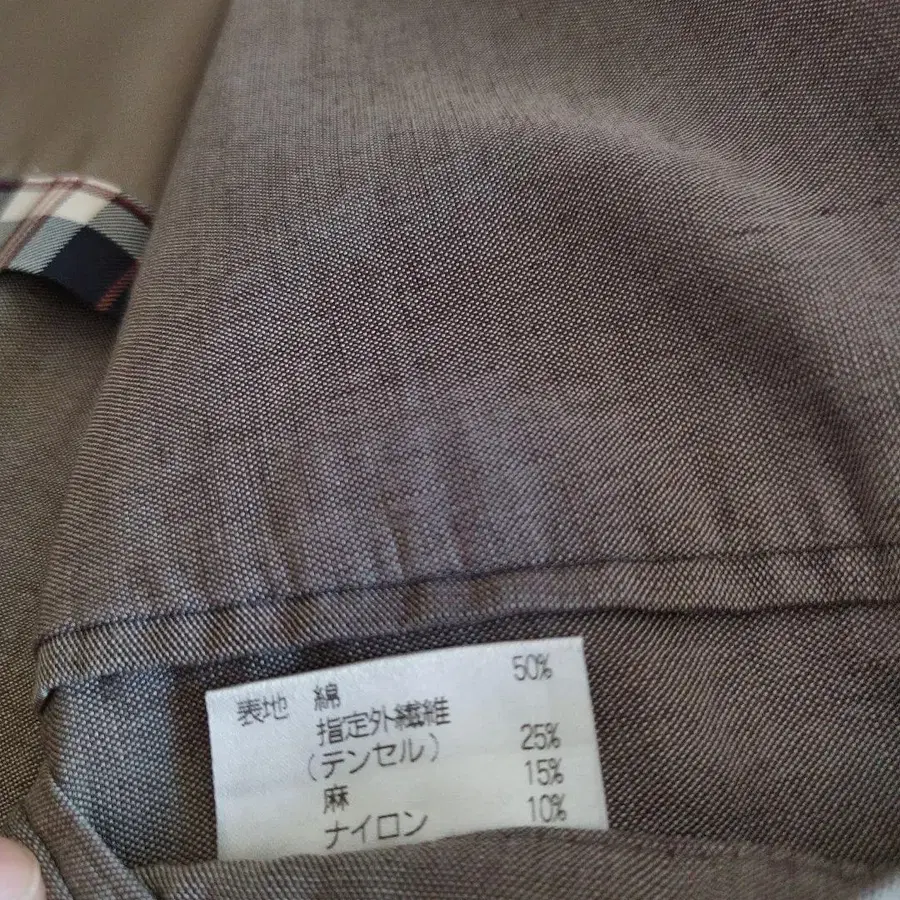 表地 綿 50%
指定外繊維
(テンセル) 25%
麻 15%
ナイロン 10%